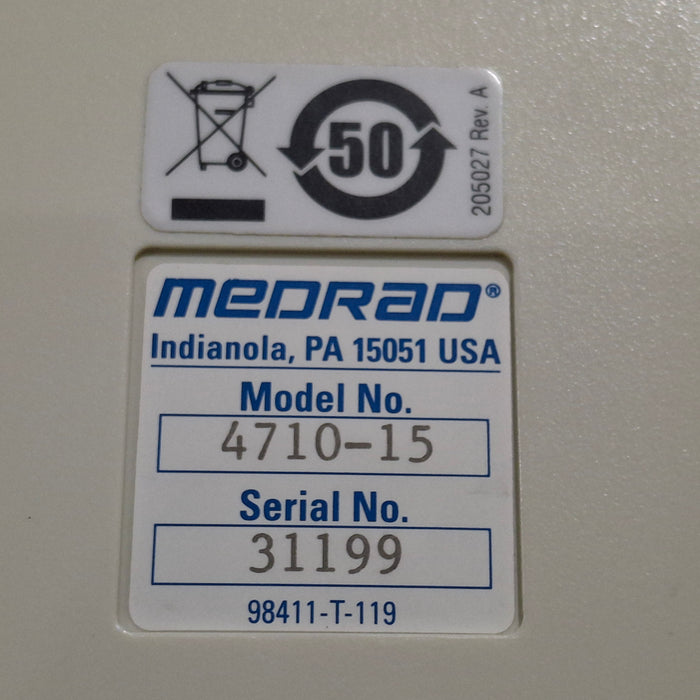 50
205027 Rev. A
MEDRAD®
Indianola, PA 15051 USA
Model No.
4710-15
Serial No.
31199
98411-T-119